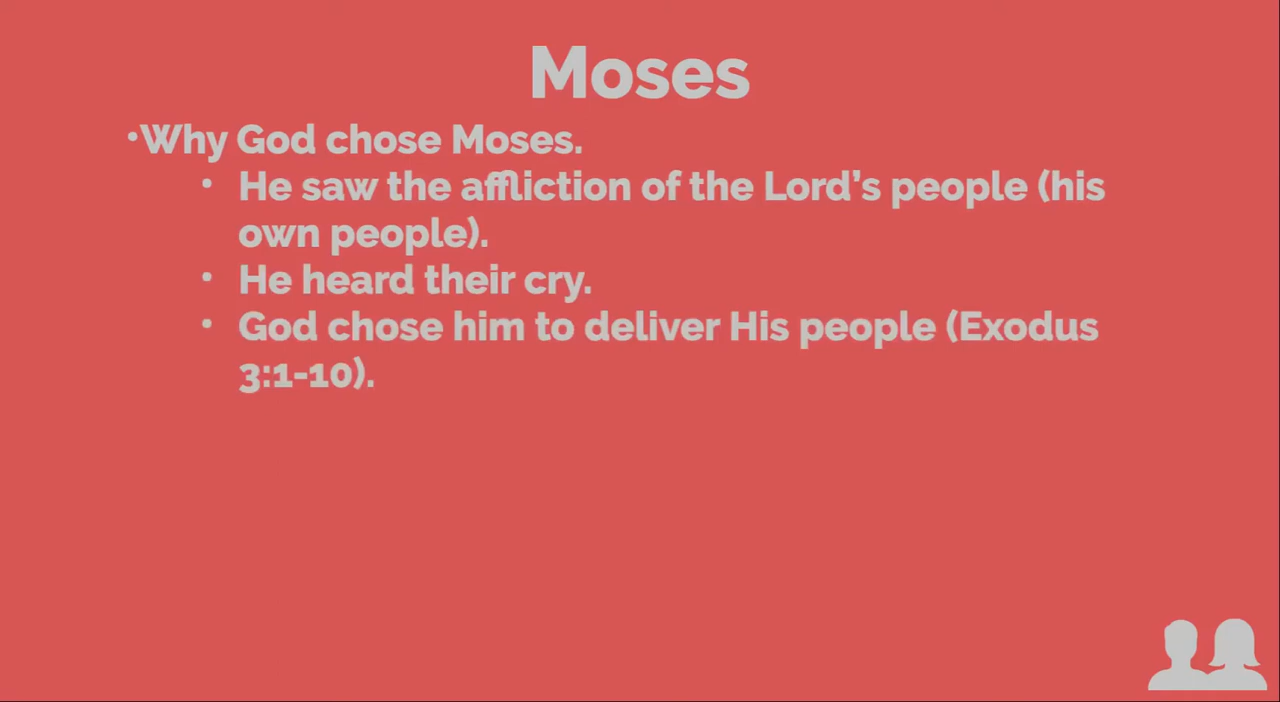 Moses
•Why God chose Moses.
• He saw the affliction of the Lord’s people (his
own people).
• He heard their cry.
• God chose him to deliver His people (Exodus
3:1-10).